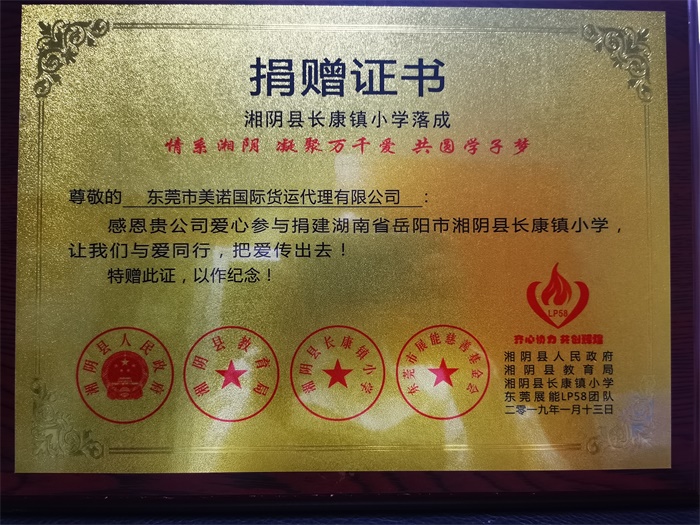 捐赠证书
湘阴县长康镇小学落成
情系湘阴 凝聚万千爱 共圆学子梦
尊敬的 东莞市美诺国际货运代理有限公司 ：
感恩贵公司爱心参与捐建湖南省岳阳市湘阴县长康镇小学，
让我们与爱同行，把爱传出去！
特赠此证，以作纪念！
LP58
齐心协力 共创辉煌
湘阴县人民政府
湘阴县教育局
湘阴县长康镇小学
东莞市展能慈善基金会
湘阴县人民政府
湘阴县教育局
湘阴县长康镇小学
东莞展能LP58团队
二零一九年一月十三日